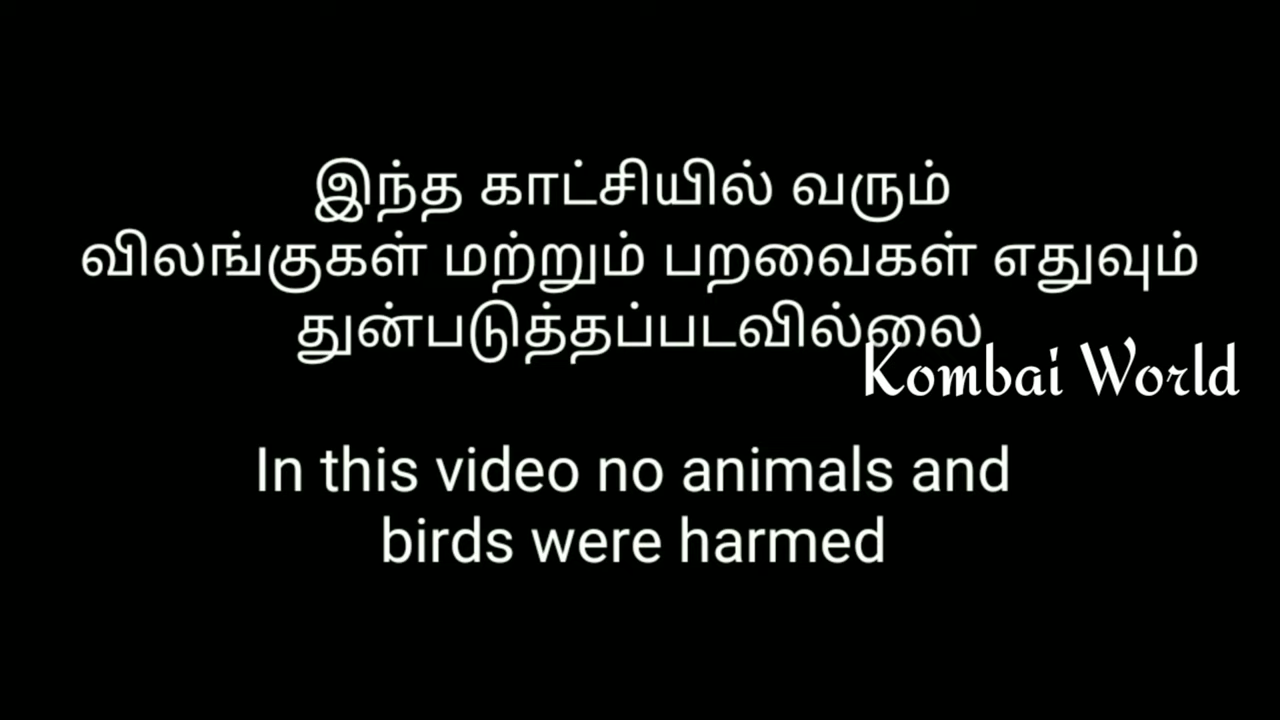 இந்த காட்சியில் வரும்
விலங்குகள் மற்றும் பறவைகள் எதுவும்
துன்படுத்தப்படவில்லை
Kombai World
In this video no animals and
birds were harmed